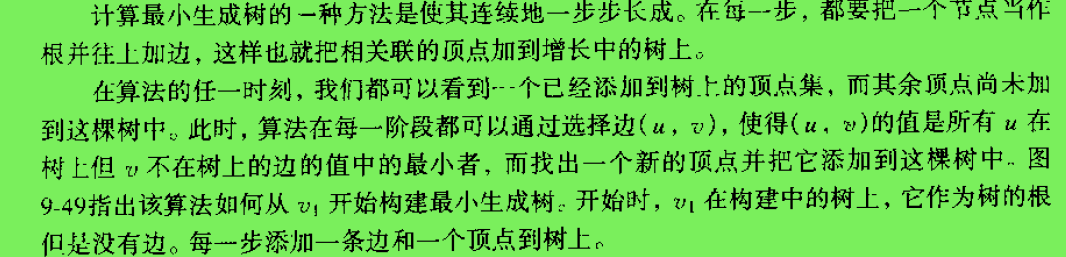 计算最小生成树的一种方法是使其连续地一步步长成。在每一步，都要把一个节点当作
根并往上加边，这样也就把相关联的顶点加到增长中的树上。
在算法的任一时刻，我们都可以看到一个已经添加到树上的顶点集，而其余顶点尚未加
到这棵树中。此时，算法在每一阶段都可以通过选择边(u，v)，使得(u，v)的值是所有 u 在
树上但 v 不在树上的边的值中的最小者，而找出一个新的顶点并把它添加到这棵树中。图
9-49指出该算法如何从 v₁ 开始构建最小生成树。开始时，v₁ 在构建中的树上，它作为树的根
但是没有边。每一步添加一条边和一个顶点到树上。